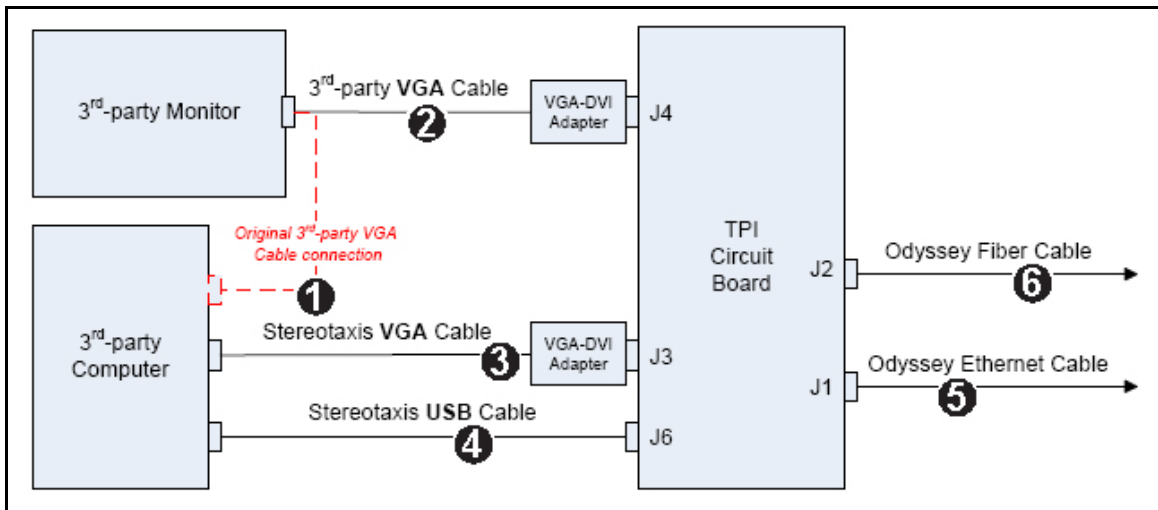 3rd-party Monitor
3rd-party VGA Cable
2
VGA-DVI
Adapter
J4
Original 3rd-party VGA
Cable connection
1
3rd-party
Computer
Stereotaxis VGA Cable
3
VGA-DVI
Adapter
J3
Stereotaxis USB Cable
4
J6
TPI
Circuit
Board
J2
Odyssey Fiber Cable
6
J1
Odyssey Ethernet Cable
5